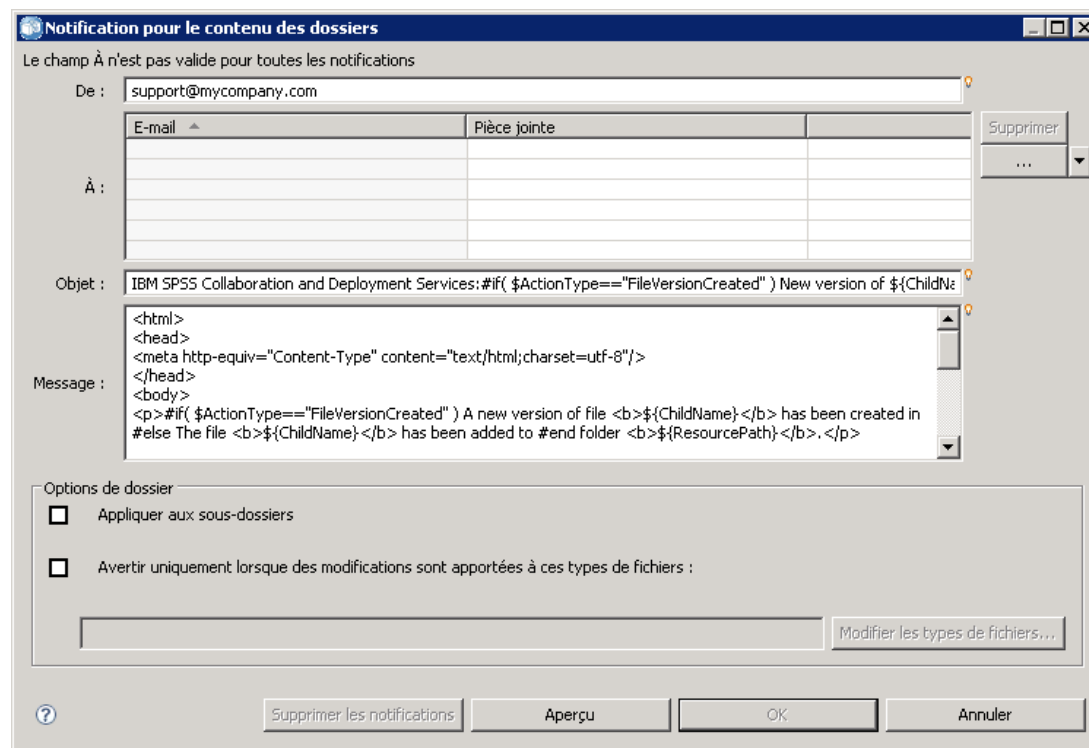 Notification pour le contenu des dossiers
Le champ À n'est pas valide pour toutes les notifications
De : support@mycompany.com
E-mail Pièce jointe Supprimer
...
À :
Objet : IBM SPSS Collaboration and Deployment Services:#if( $ActionType=="FileVersionCreated" ) New version of ${ChildNa
Message : <html>
<head>
<meta http-equiv="Content-Type" content="text/html;charset=utf-8"/>
</head>
<body>
<p>#if( $ActionType=="FileVersionCreated" ) A new version of file <b>${ChildName}</b> has been created in
#else The file <b>${ChildName}</b> has been added to #end folder <b>${ResourcePath}</b>.</p>
Options de dossier
Appliquer aux sous-dossiers
Avertir uniquement lorsque des modifications sont apportées à ces types de fichiers :
Modifier les types de fichiers...
? Supprimer les notifications Aperçu OK Annuler